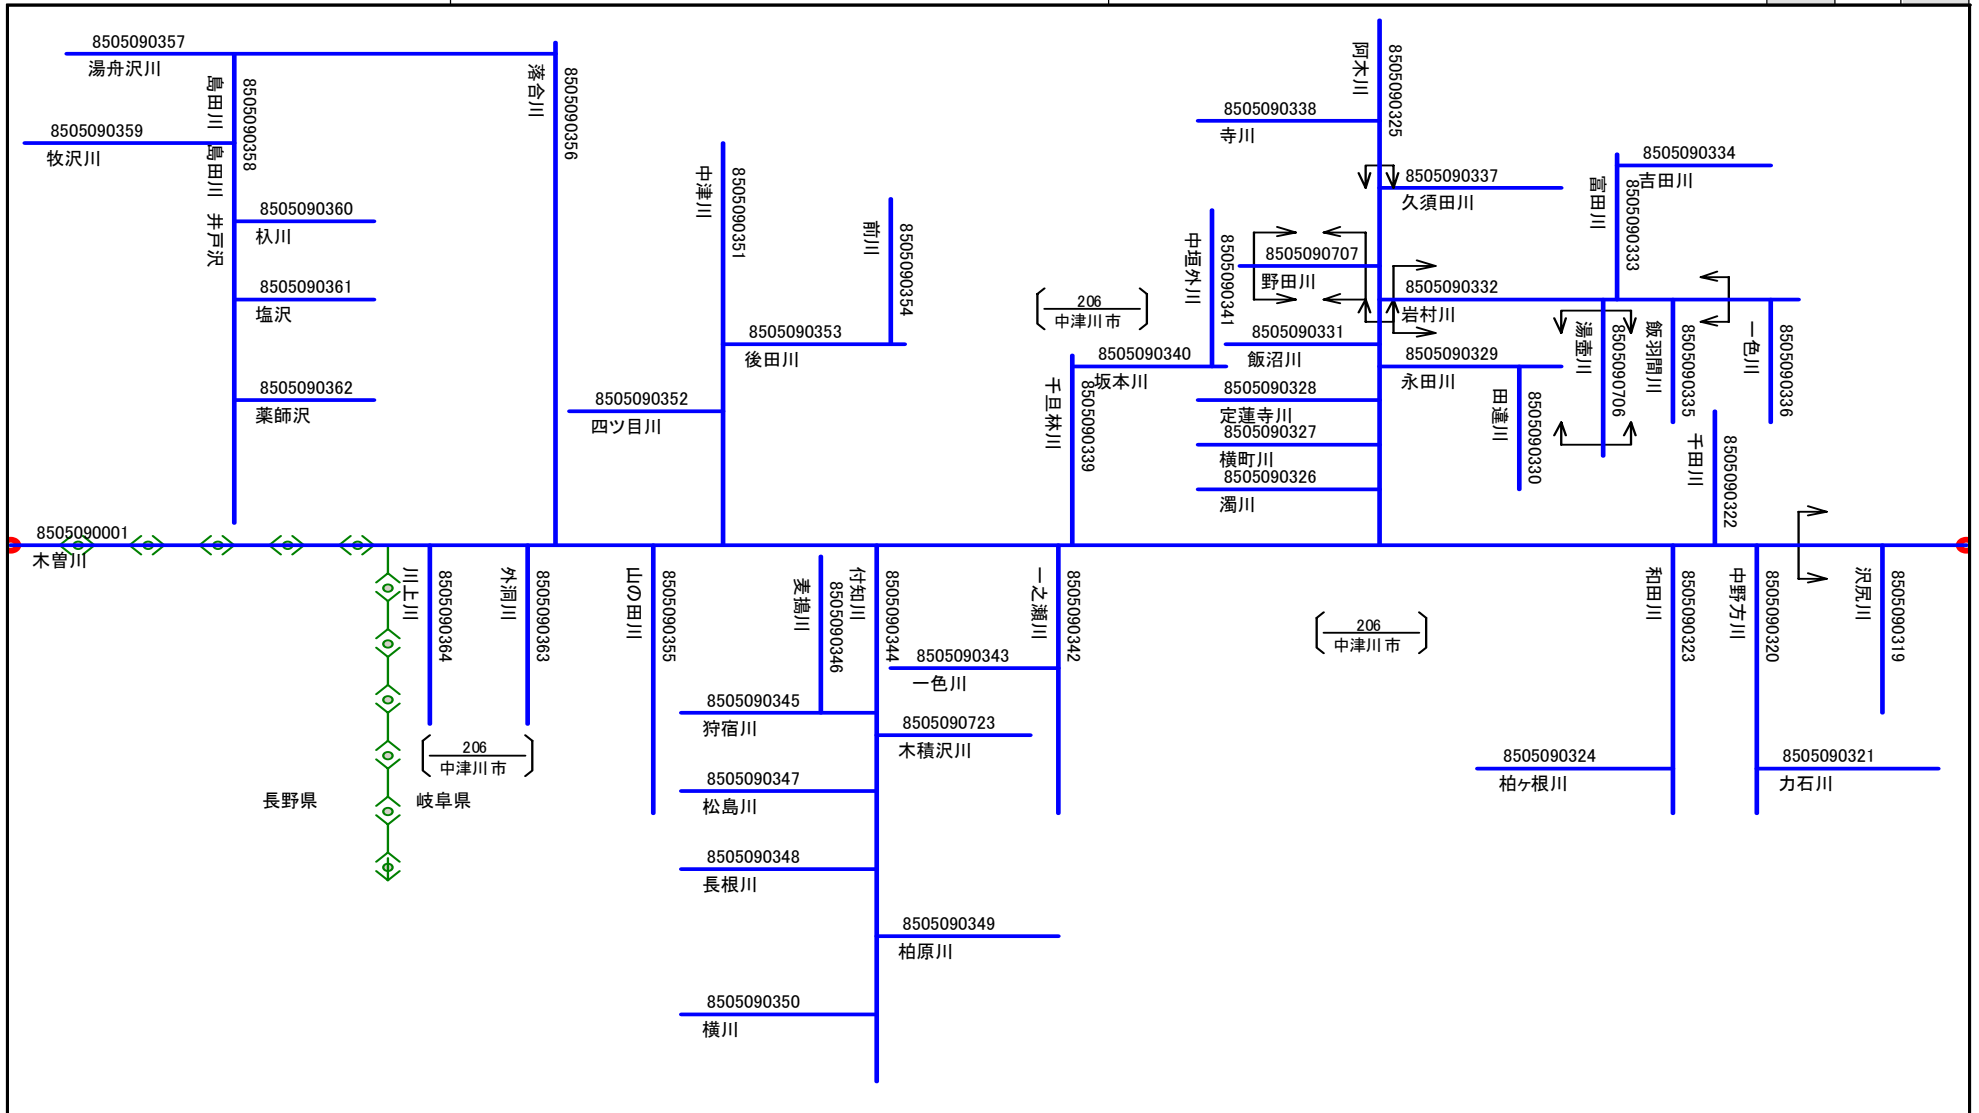 8505090357
湯舟沢川
島田川
8505090358
8505090359
牧沢川
島田川 井戸沢
8505090360
杁川
8505090361
塩沢
8505090362
薬師沢
落合川
8505090356
中津川
8505090351
前川
8505090354
8505090353
後田川
8505090352
四ツ目川
阿木川
8505090325
8505090338
寺川
8505090337
久須田川
8505090334
吉田川
富田川
8505090333
中垣外川
8505090341
8505090707
野田川
8505090332
岩村川
206
中津川市
8505090331
飯沼川
8505090340
坂本川
8505090329
永田川
千旦林川
8505090339
8505090328
定蓮寺川
8505090327
横町川
8505090326
濁川
田違川
8505090330
湯壺川
8505090706
飯羽間川
8505090335
一色川
8505090336
千田川
8505090322
8505090001
木曽川
川上川
8505090364
外洞川
8505090363
山の田川
8505090355
麦搗川
8505090346
付知川
8505090344
一之瀬川
8505090342
和田川
8505090323
中野方川
8505090320
沢尻川
8505090319
206
中津川市
8505090343
一色川
8505090345
狩宿川
8505090723
木積沢川
206
中津川市
8505090324
柏ヶ根川
8505090321
力石川
8505090347
松島川
長野県
岐阜県
8505090348
長根川
8505090349
柏原川
8505090350
横川